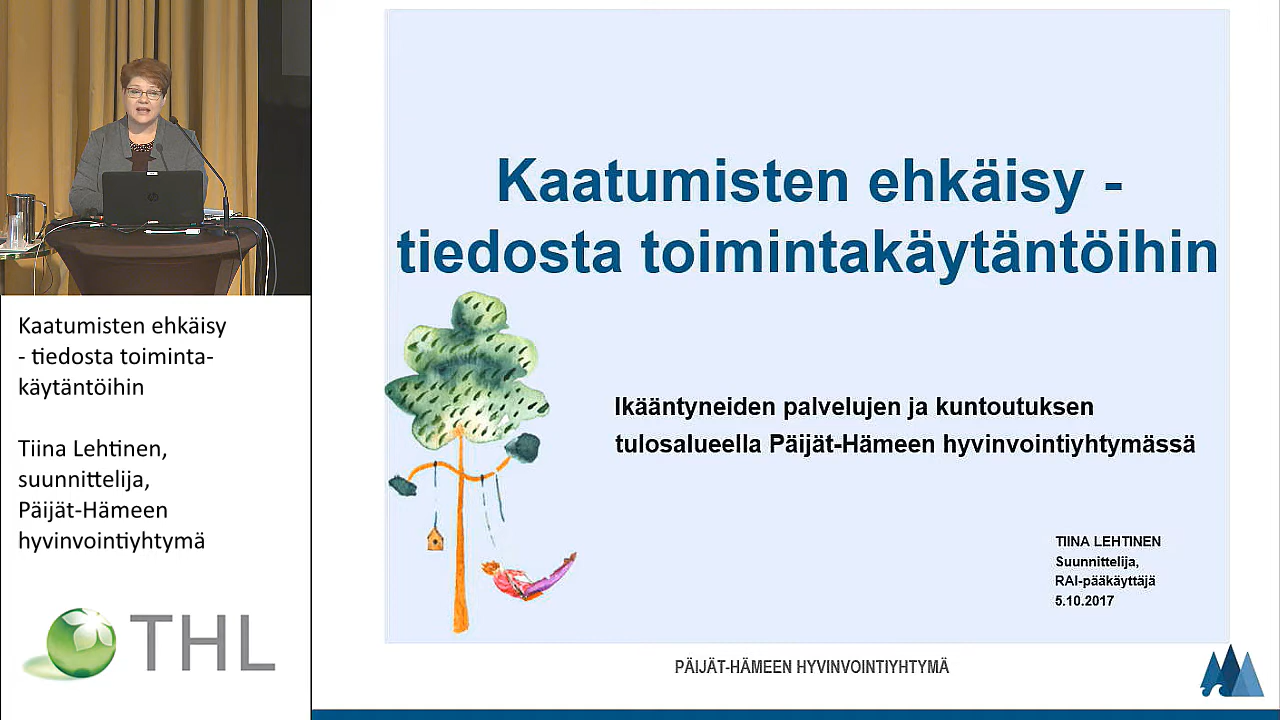 Kaatumisten ehkäisy
- tiedosta toiminta-
käytäntöihin
Tiina Lehtinen,
suunnittelija,
Päijät-Hämeen
hyvinvointiyhtymä
THL
Kaatumisten ehkäisy -
tiedosta toimintakäytäntöihin
Ikääntyneiden palvelujen ja kuntoutuksen
tulosalueella Päijät-Hämeen hyvinvointiyhtymässä
TIINA LEHTINEN
Suunnittelija,
RAI-pääkäyttäjä
5.10.2017
PÄIJÄT-HÄMEEN HYVINVOINTIYHTYMÄ